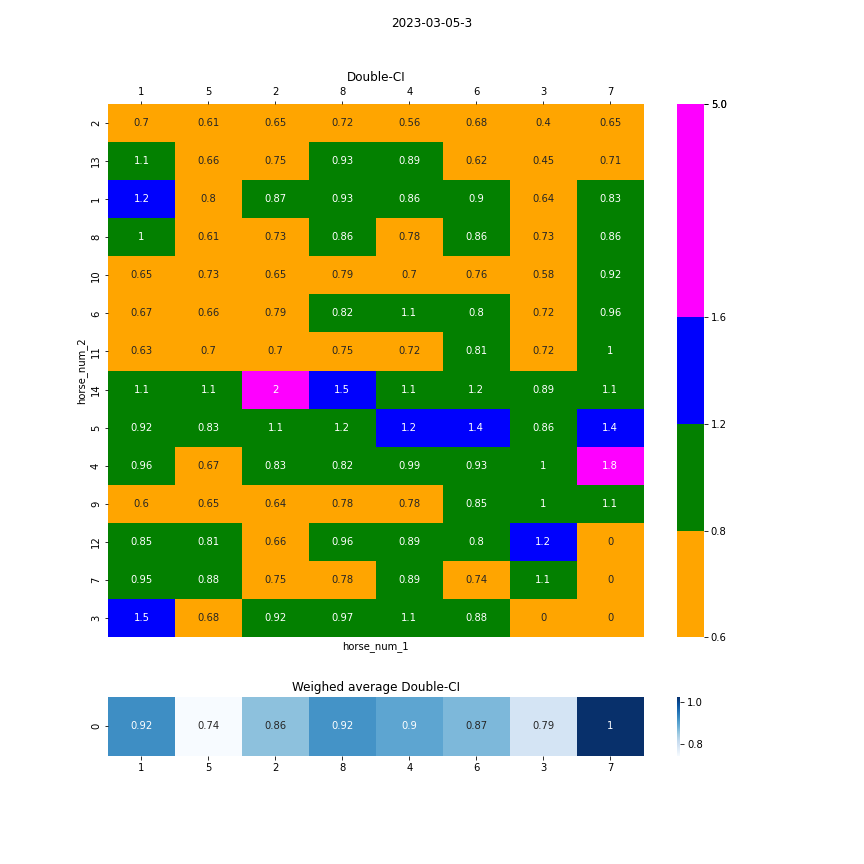 2023-03-05-3
Double-CI
1 5 2 8 4 6 3 7
5.0
2 0.7 0.61 0.65 0.72 0.56 0.68 0.4 0.65
13 1.1 0.66 0.75 0.93 0.89 0.62 0.45 0.71
1 1.2 0.8 0.87 0.93 0.86 0.9 0.64 0.83
8 1 0.61 0.73 0.86 0.78 0.86 0.73 0.86
10 0.65 0.73 0.65 0.79 0.7 0.76 0.58 0.92
6 0.67 0.66 0.79 0.82 1.1 0.8 0.72 0.96
1.6
11 0.63 0.7 0.7 0.75 0.72 0.81 0.72 1
horse_num_2
14 1.1 1.1 2 1.5 1.1 1.2 0.89 1.1
5 0.92 0.83 1.1 1.2 1.2 1.4 0.86 1.4
1.2
4 0.96 0.67 0.83 0.82 0.99 0.93 1 1.8
9 0.6 0.65 0.64 0.78 0.78 0.85 1 1.1
0.8
12 0.85 0.81 0.66 0.96 0.89 0.8 1.2 0
7 0.95 0.88 0.75 0.78 0.89 0.74 1.1 0
3 1.5 0.68 0.92 0.97 1.1 0.88 0 0
0.6
horse_num_1
Weighed average Double-CI
1.0
0 0.92 0.74 0.86 0.92 0.9 0.87 0.79 1
0.8
1 5 2 8 4 6 3 7